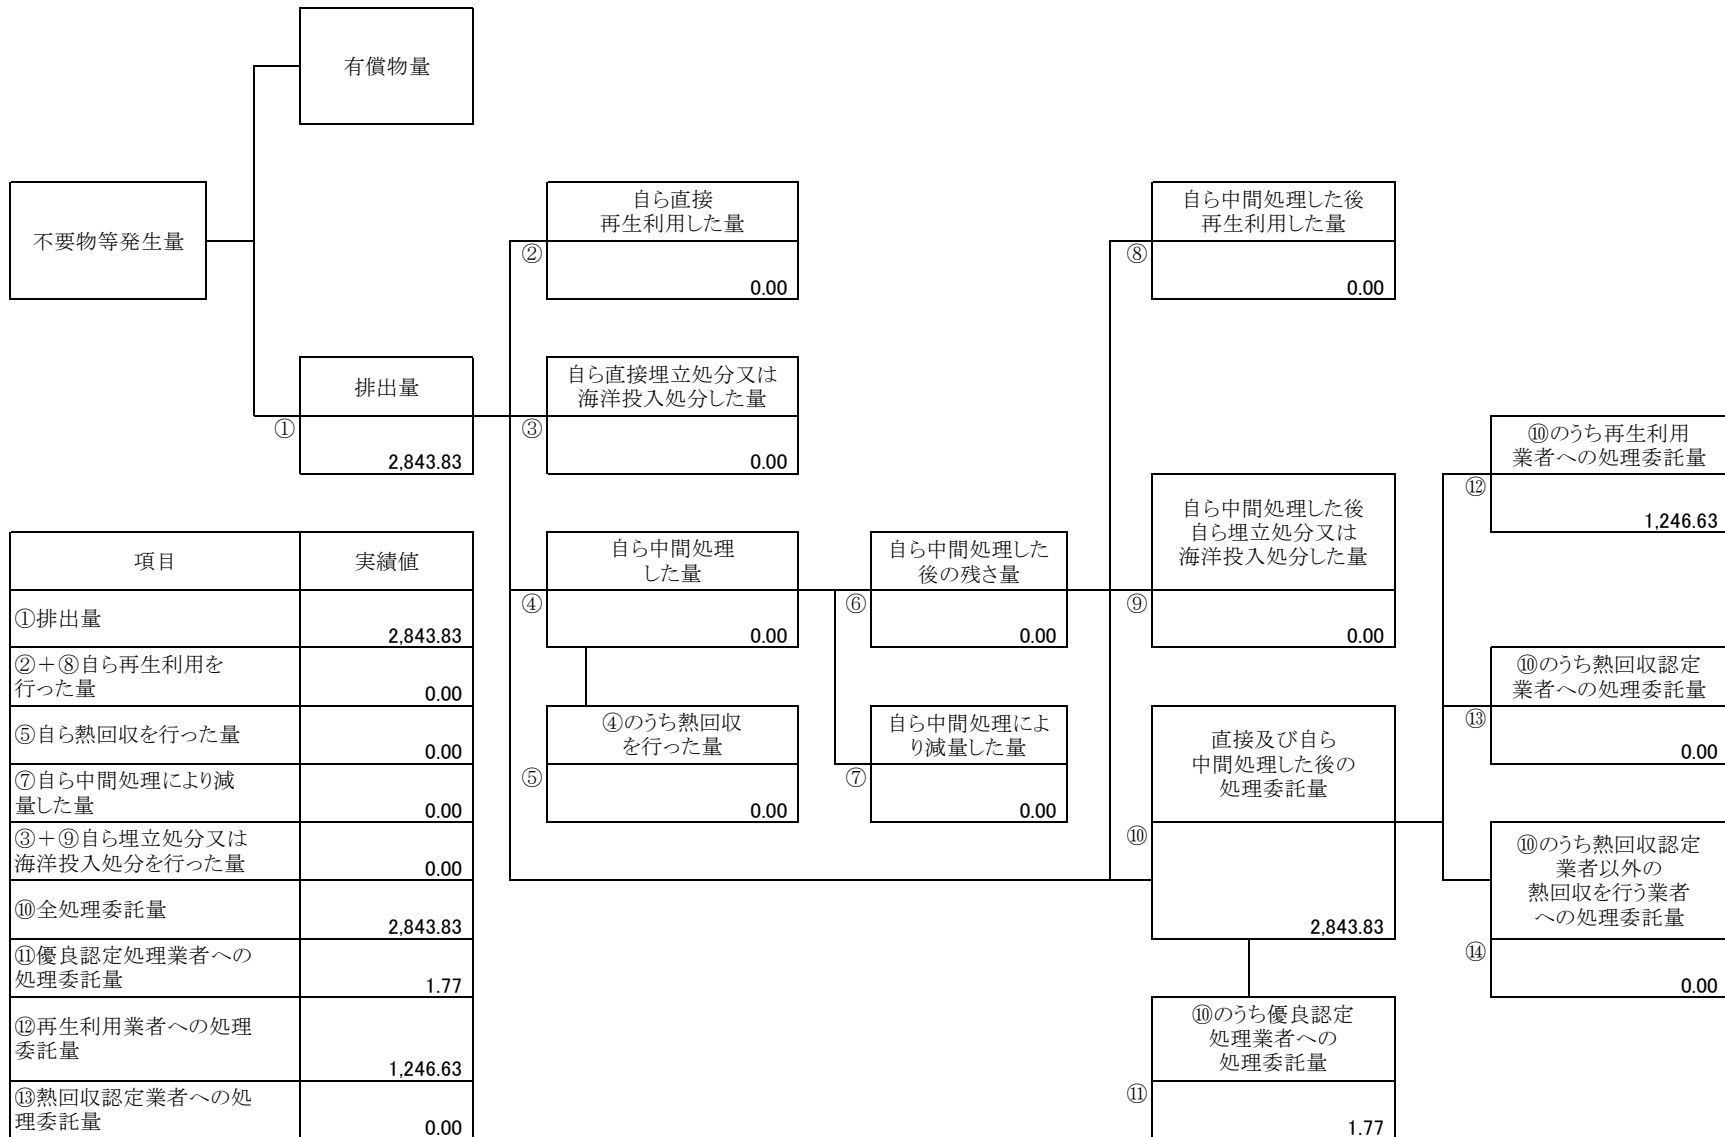 有償物量
不要物等発生量
自ら直接
再生利用した量
②
0.00
自ら中間処理した後
再生利用した量
⑧
0.00
排出量
①
2,843.83
自ら直接埋立処分又は
海洋投入処分した量
③
0.00
⑩のうち再生利用
業者への処理委託量
⑫
1,246.63
自ら中間処理
した量
④
0.00
自ら中間処理した
後の残さ量
⑥
0.00
自ら中間処理した後
自ら埋立処分又は
海洋投入処分した量
⑨
0.00
⑩のうち熱回収認定
業者への処理委託量
⑬
0.00
④のうち熱回収
を行った量
⑤
0.00
自ら中間処理によ
り減量した量
⑦
0.00
直接及び自ら
中間処理した後の
処理委託量
⑩
2,843.83
⑩のうち熱回収認定
業者以外の
熱回収を行う業者
への処理委託量
⑭
0.00
⑩のうち優良認定
処理業者への
処理委託量
⑪
1.77
項目 実績値
①排出量
2,843.83
②+⑧自ら再生利用を
行った量
0.00
⑤自ら熱回収を行った量
0.00
⑦自ら中間処理により減
量した量
0.00
③+⑨自ら埋立処分又は
海洋投入処分を行った量
0.00
⑩全処理委託量
2,843.83
⑪優良認定処理業者への
処理委託量
1.77
⑫再生利用業者への処理
委託量
1,246.63
⑬熱回収認定業者への処
理委託量
0.00